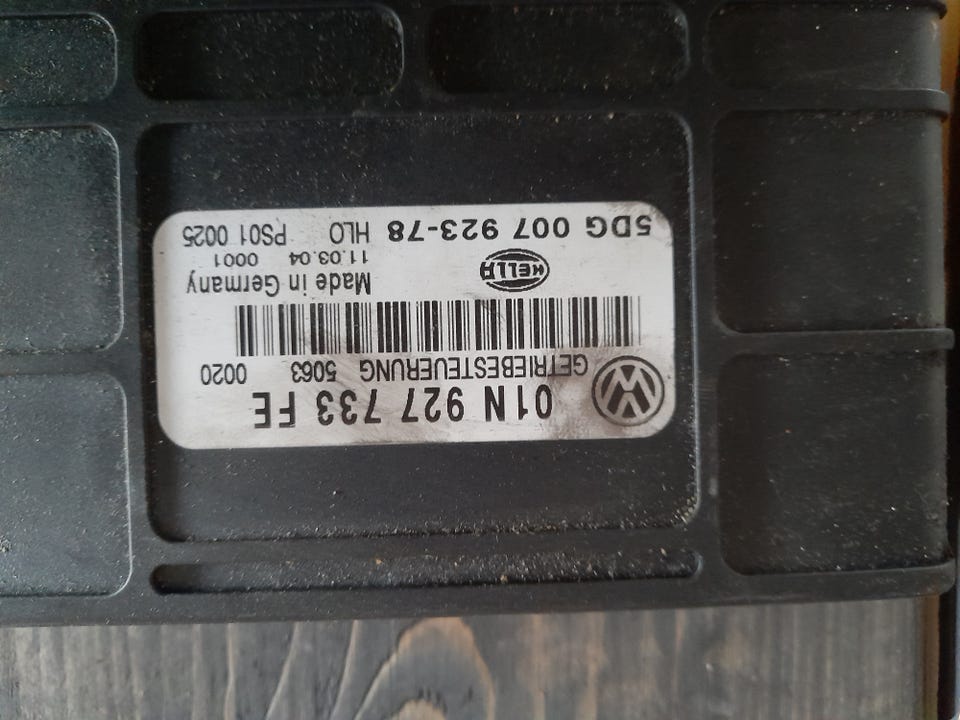 VW
01N 927 733 FE
GETRIEBESTEUERUNG 5063 0020
Made in Germany
HELLA
11.03.04 0001
5DG 007 923-78 HLO PS01 0025